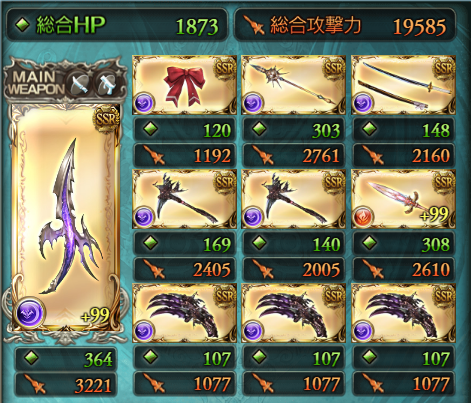 総合HP 1873 総合攻撃力 19585
MAIN WEAPON
SSR SSR SSR SSR
120 303 148
1192 2761 2160
SSR SSR +99
169 140 308
2405 2005 2610
+99 SSR SSR SSR
364 107 107 107
3221 1077 1077 1077